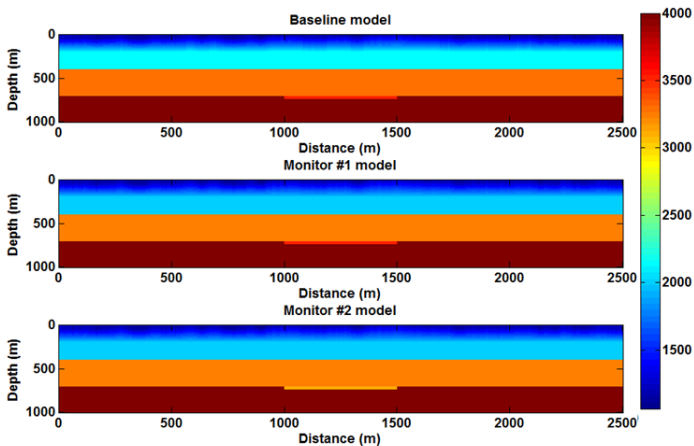 Baseline model
Depth (m)
0
500
1000
0 500 1000 1500 2000 2500
Distance (m)
Monitor #1 model
Depth (m)
0
500
1000
0 500 1000 1500 2000 2500
Distance (m)
Monitor #2 model
Depth (m)
0
500
1000
0 500 1000 1500 2000 2500
Distance (m)
4000
3500
3000
2500
2000
1500